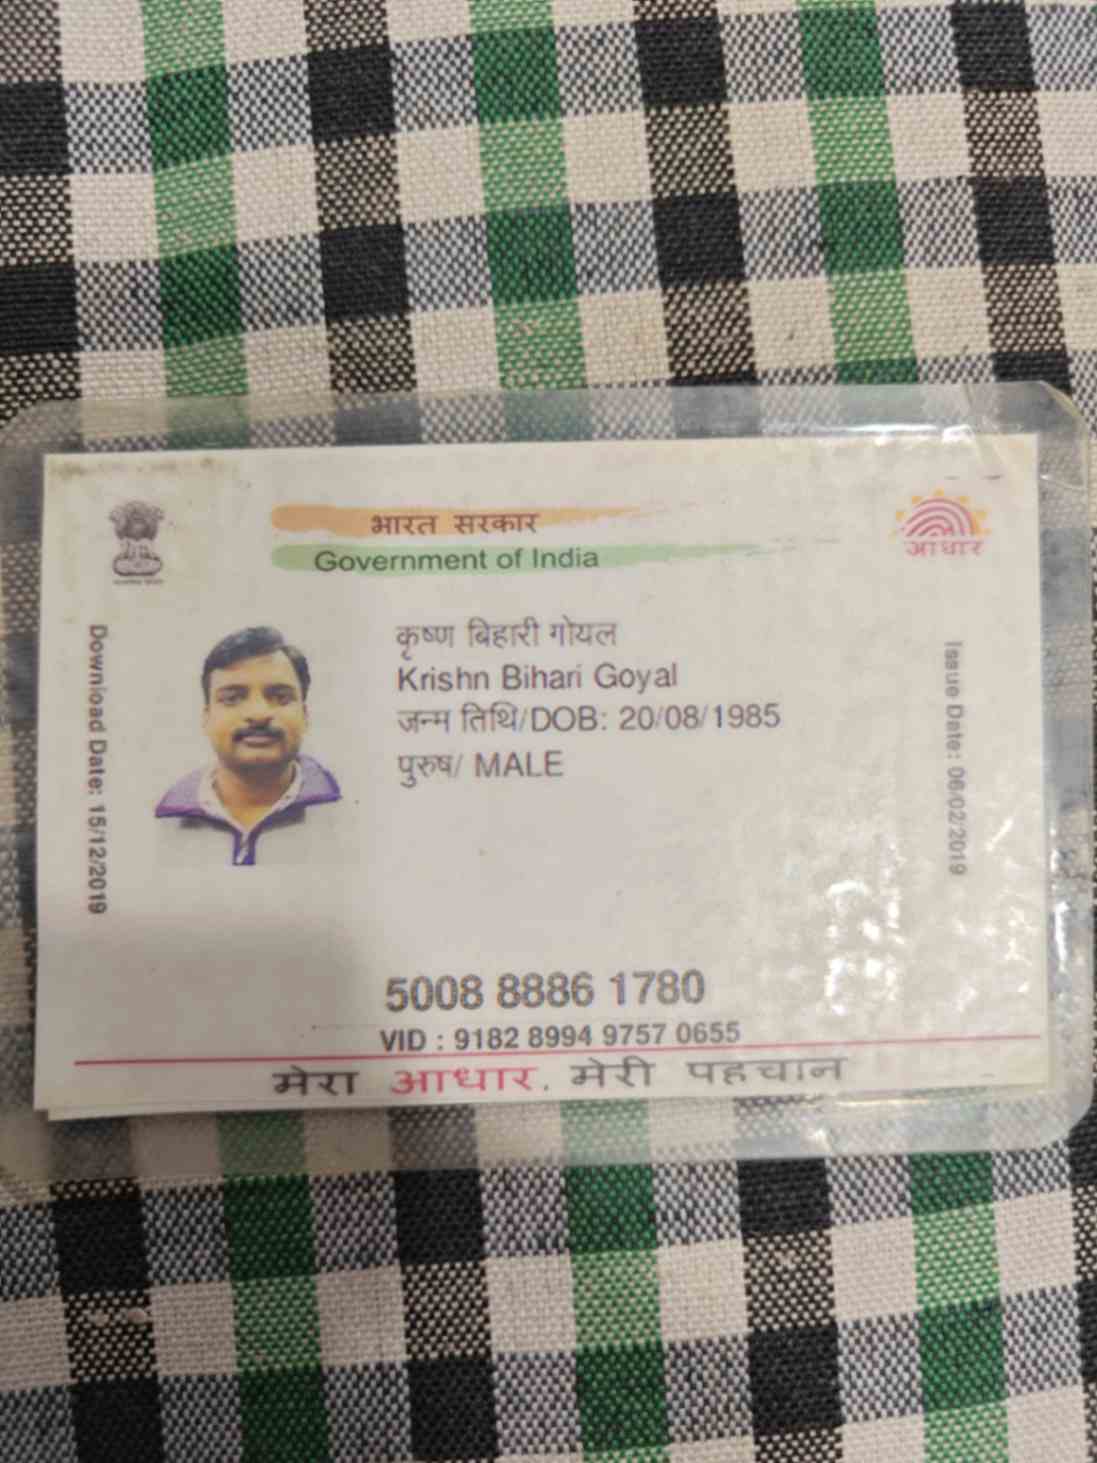 भारत सरकार
Government of India
आधार
Download Date: 15/12/2019
कृष्ण बिहारी गोयल
Krishn Bihari Goyal
जन्म तिथि/DOB: 20/08/1985
पुरुष/ MALE
Issue Date: 06/02/2019
5008 8886 1780
VID : 9182 8994 9757 0655
मेरा आधार, मेरी पहचान